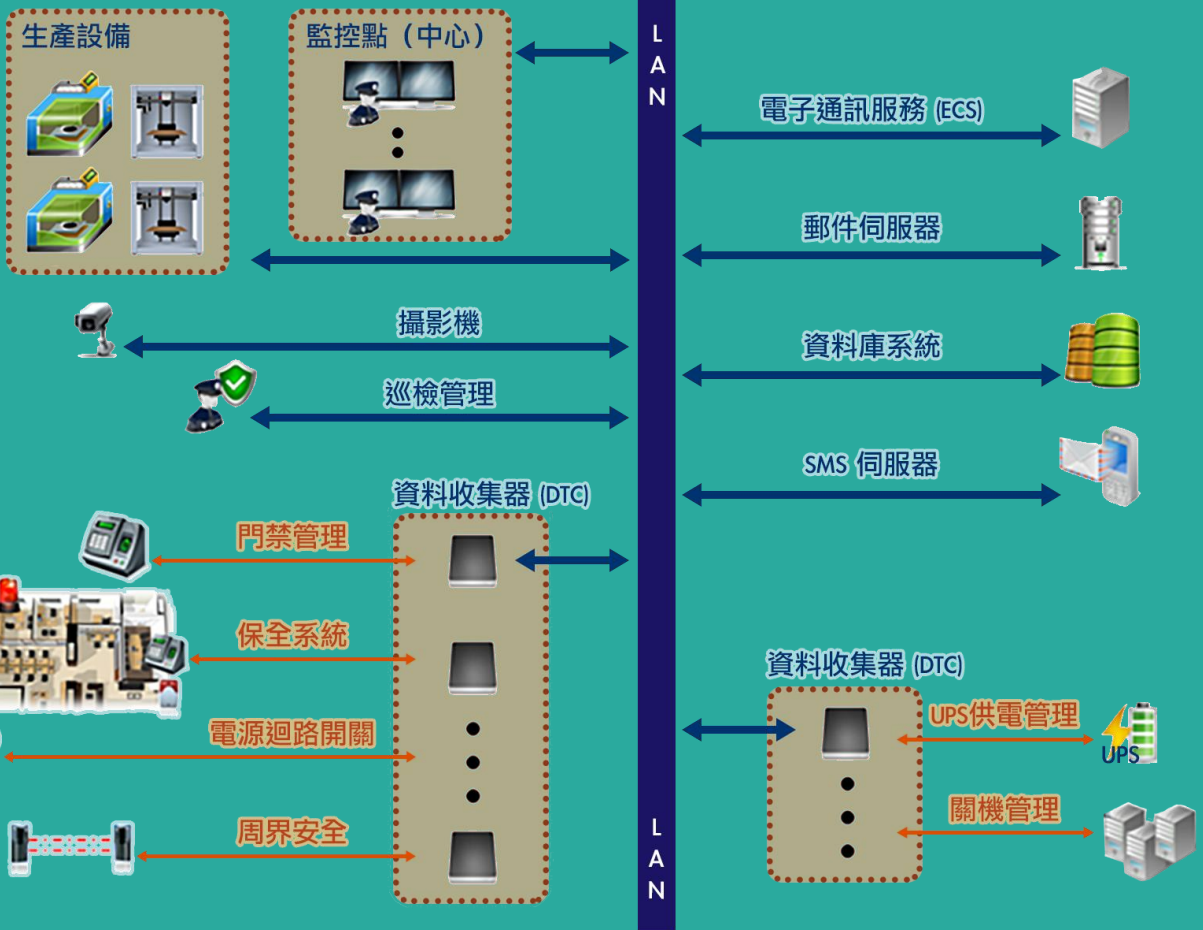 生產設備
監控點（中心）
LAN
電子通訊服務 (ECS)
郵件伺服器
攝影機
資料庫系統
巡檢管理
SMS 伺服器
資料收集器 (DTC)
門禁管理
保全系統
資料收集器 (DTC)
UPS供電管理
UPS
電源迴路開關
關機管理
周界安全
LAN